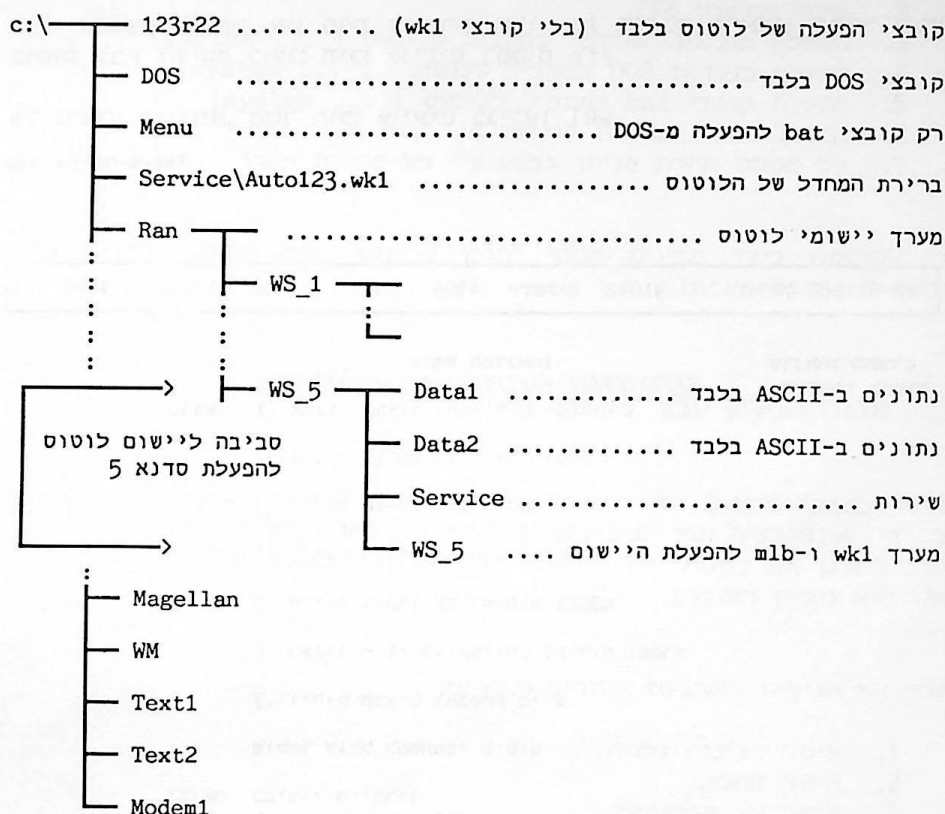 c:\ 123r22 .......... קובצי הפעלה של לוטוס בלבד (בלי קובצי wk1)
DOS .......... קובצי DOS בלבד
Menu .......... רק קובצי bat להפעלה מ-DOS
Service\Auto123.wk1 .......... ברירת המחדל של הלוטוס
Ran .......... מערך יישומי לוטוס
WS_1
WS_5 Data1 .......... נתונים ב-ASCII בלבד
סביבה ליישום לוטוס
להפעלת סדנא 5
Data2 .......... נתונים ב-ASCII בלבד
Service .......... שירות
WS_5 .... מערך wk1 ו-mlb להפעלת היישום
Magellan
WM
Text1
Text2
Modem1